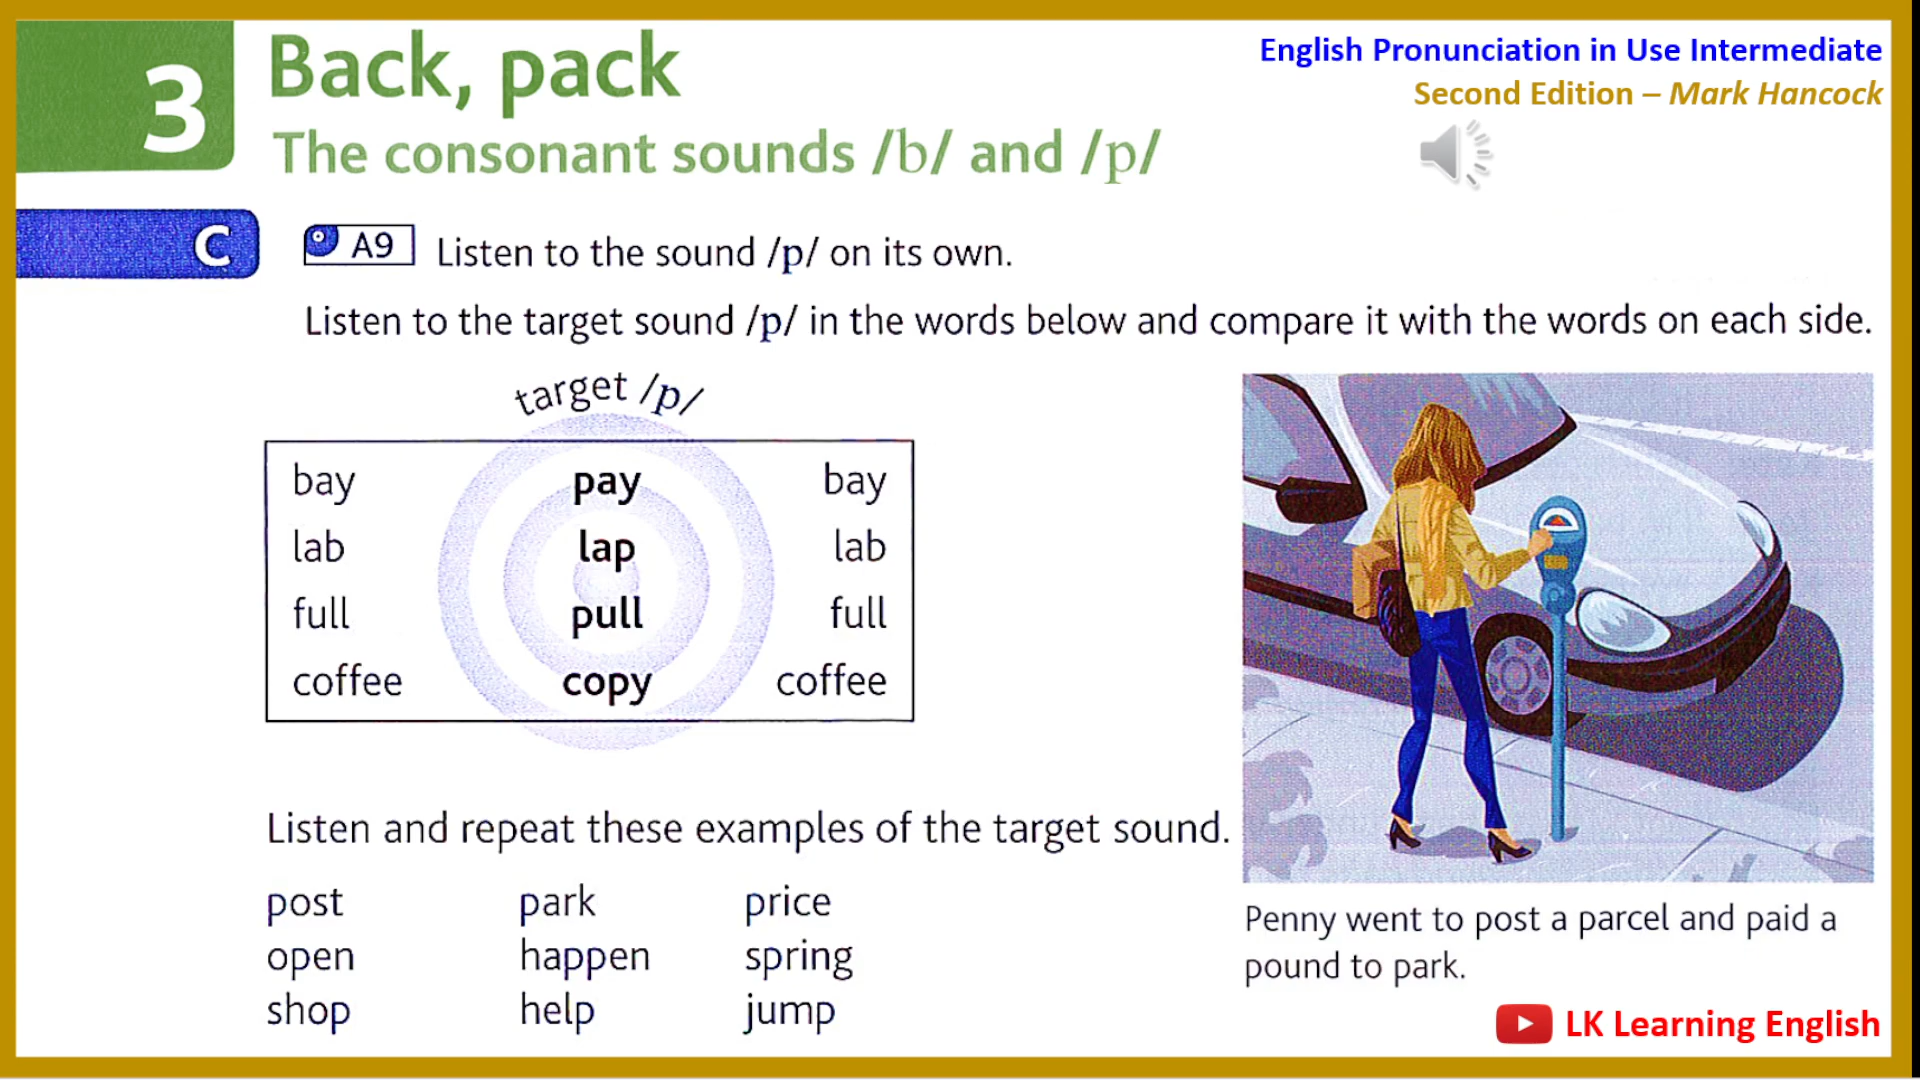 3
Back, pack
The consonant sounds /b/ and /p/
English Pronunciation in Use Intermediate
Second Edition – Mark Hancock
C
A9 Listen to the sound /p/ on its own.
Listen to the target sound /p/ in the words below and compare it with the words on each side.
target /p/
bay pay bay
lab lap lab
full pull full
coffee copy coffee
Listen and repeat these examples of the target sound.
post park price
open happen spring
shop help jump
Penny went to post a parcel and paid a
pound to park.
LK Learning English